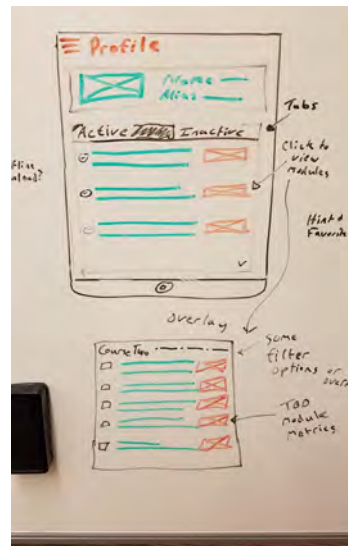 Profile
Name
Alias
Tabs
Active Inactive
Click to
view
modules
Favorite
Overlay
Some
filter
options or
Course Two
TBD
Module
Metrics